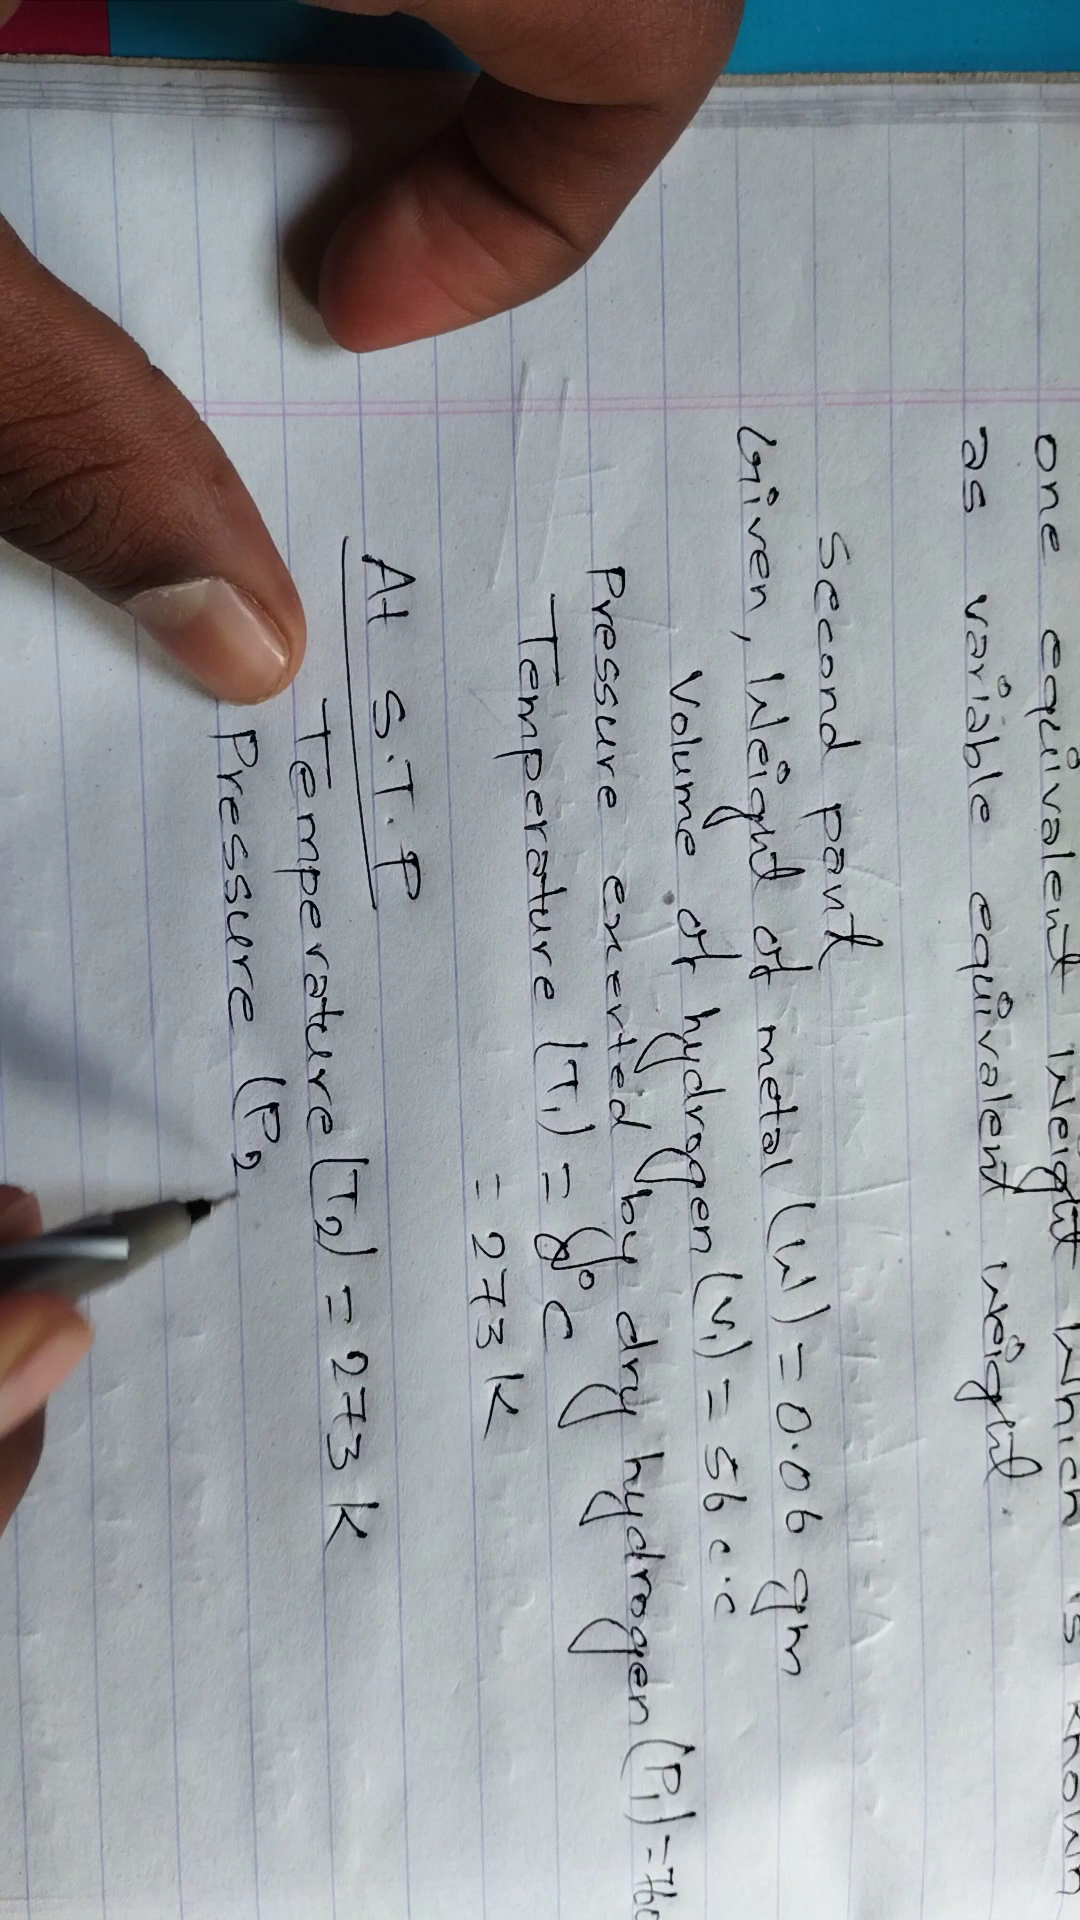 one equivalent weight which is known
as variable equivalent weight.
second part
Given, Weight of metal (W) = 0.06 gm
Volume of hydrogen (V₁) = 56 c.c
Pressure exerted by dry hydrogen (P₁) = 760
Temperature (T₁) = 0°C
= 273 K
At S.T.P
Temperature (T₂) = 273 K
Pressure (P₂